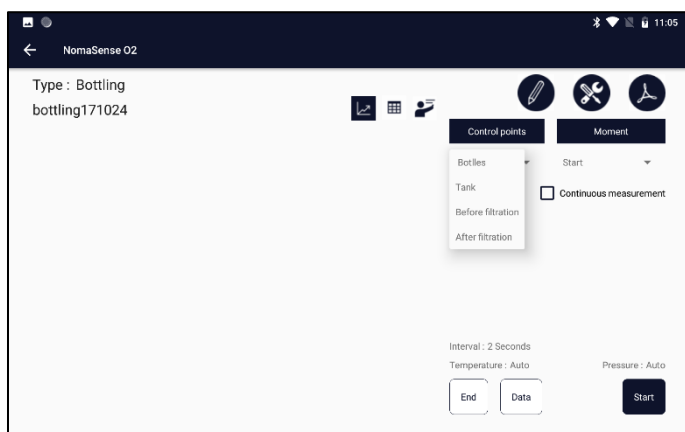 11:05
NomaSense O2
Type : Bottling
bottling171024
Control points
Moment
Botlles
Start
Tank
Continuous measurement
Before filtration
After filtration
Interval : 2 Seconds
Temperature : Auto
Pressure : Auto
End
Data
Start